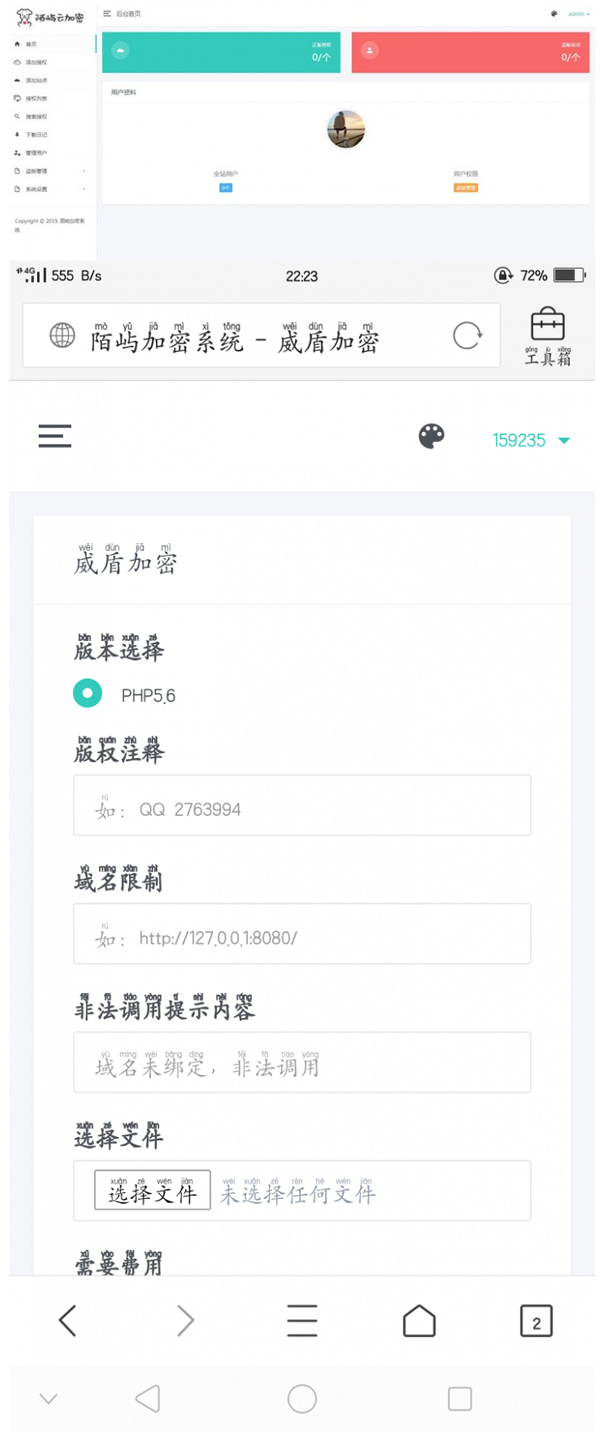 陌屿云加密
后台首页
admin
首页
添加授权
添加站点
授权列表
搜索授权
下载日记
管理用户
盗版管理
系统设置
Copyright © 2019. 陌屿加密系统
正版授权
0/个
盗版站点
0/个
用户资料
全站用户
用户权限
4G 555 B/s
22:23
72%
mò yǔ jiā mì xì tǒng wēi dùn jiā mì
陌屿加密系统 - 威盾加密
gōng jù xiāng
工具箱
159235
wēi dùn jiā mì
威盾加密
bǎn běn xuǎn zé
版本选择
PHP5.6
bǎn quán zhù shì
版权注释
rú
如: QQ 2763994
yù míng xiàn zhì
域名限制
rú
如: http://127.0.0.1:8080/
fēi fǎ tiáo yòng tí shì nèi róng
非法调用提示内容
yù míng wèi bǎng dìng fēi fǎ tiáo yòng
域名未绑定，非法调用
xuǎn zé wén jiàn
选择文件
xuǎn zé wén jiàn wèi xuǎn zé rèn hé wén jiàn
选择文件 未选择任何文件
xū yào fèi yòng
需要费用
2